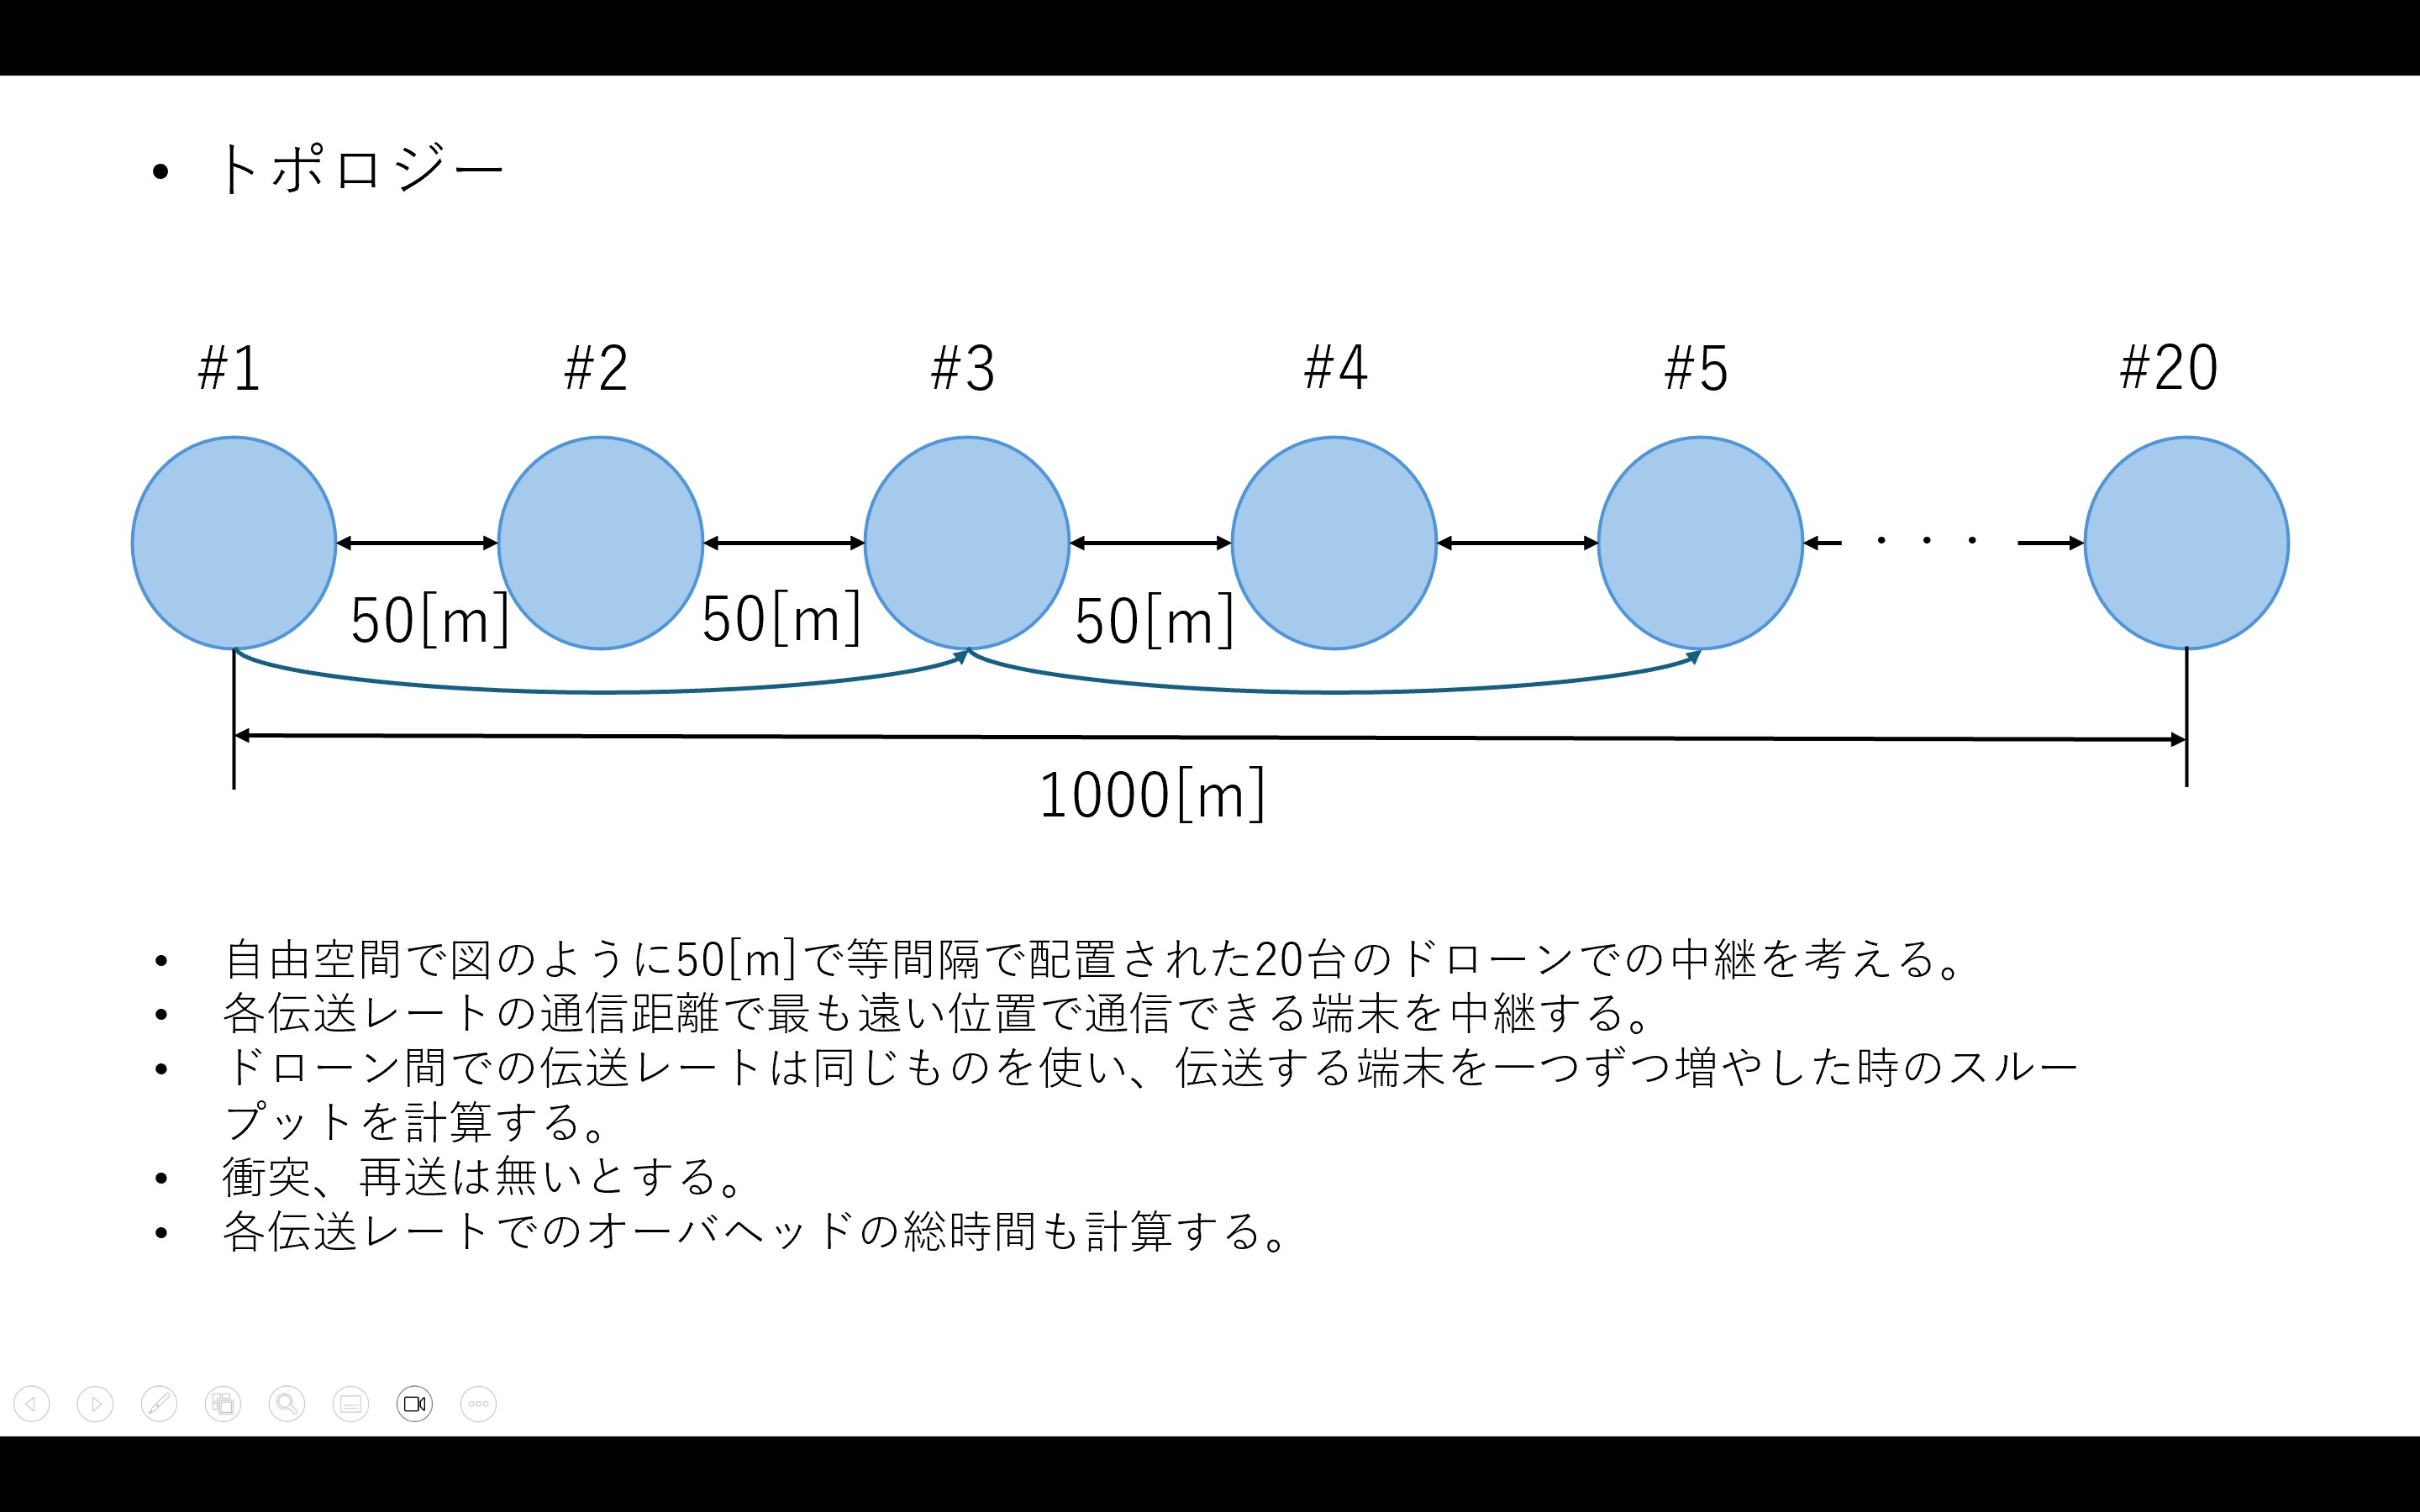 • トポロジー
#1 #2 #3 #4 #5 #20
50[m] 50[m] 50[m]
・・・
1000[m]
• 自由空間で図のように50[m]で等間隔で配置された20台のドローンでの中継を考える。
• 各伝送レートの通信距離で最も遠い位置で通信できる端末を中継する。
• ドローン間での伝送レートは同じものを使い、伝送する端末を一つずつ増やした時のスルー
プットを計算する。
• 衝突、再送は無いとする。
• 各伝送レートでのオーバヘッドの総時間も計算する。